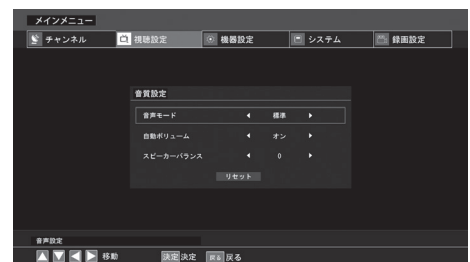 メインメニュー
チャンネル 視聴設定 機器設定 システム 録画設定
音質設定
音声モード 標準
自動ボリューム オン
スピーカーバランス 0
リセット
音声設定
移動 決定 決定 戻る 戻る